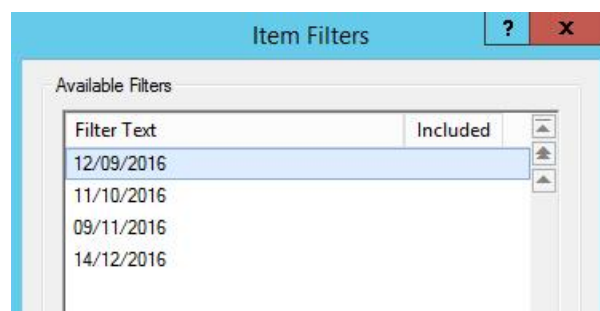 Item Filters ? x
Available Filters
Filter Text Included
12/09/2016
11/10/2016
09/11/2016
14/12/2016